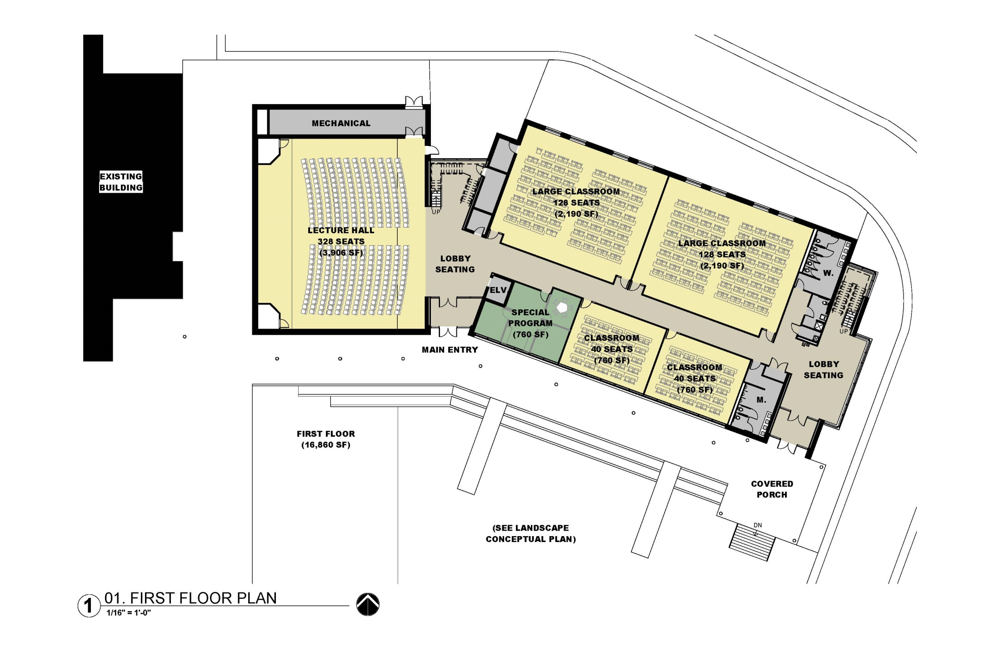 MECHANICAL
EXISTING
BUILDING
LARGE CLASSROOM
128 SEATS
(2,190 SF)
UP
LECTURE HALL
328 SEATS
(3,906 SF)
LARGE CLASSROOM
128 SEATS
(2,190 SF)
LOBBY
SEATING
W.
ELV.
SPECIAL
PROGRAM
(760 SF)
UP
CLASSROOM
40 SEATS
(760 SF)
MAIN ENTRY
CLASSROOM
40 SEATS
(760 SF)
LOBBY
SEATING
M.
FIRST FLOOR
(16,860 SF)
COVERED
PORCH
DN
(SEE LANDSCAPE
CONCEPTUAL PLAN)
1
01. FIRST FLOOR PLAN
1/16" = 1'-0"